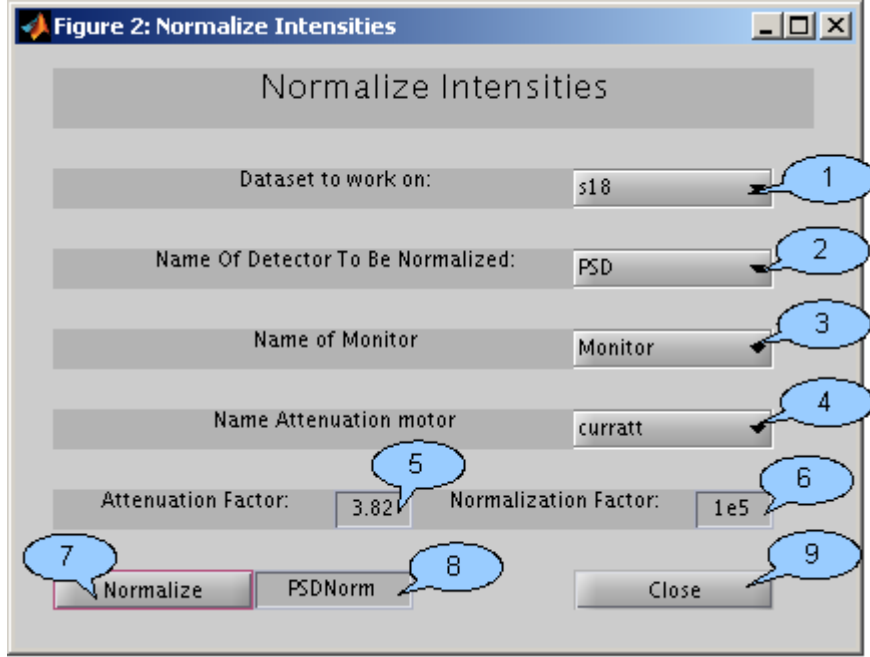 Figure 2: Normalize Intensities
Normalize Intensities
Dataset to work on: s18 1
Name Of Detector To Be Normalized: PSD 2
Name of Monitor Monitor 3
Name Attenuation motor curratt 4
5 6
Attenuation Factor: 3.82 Normalization Factor: 1e5
7 8 9
Normalize PSDNorm Close